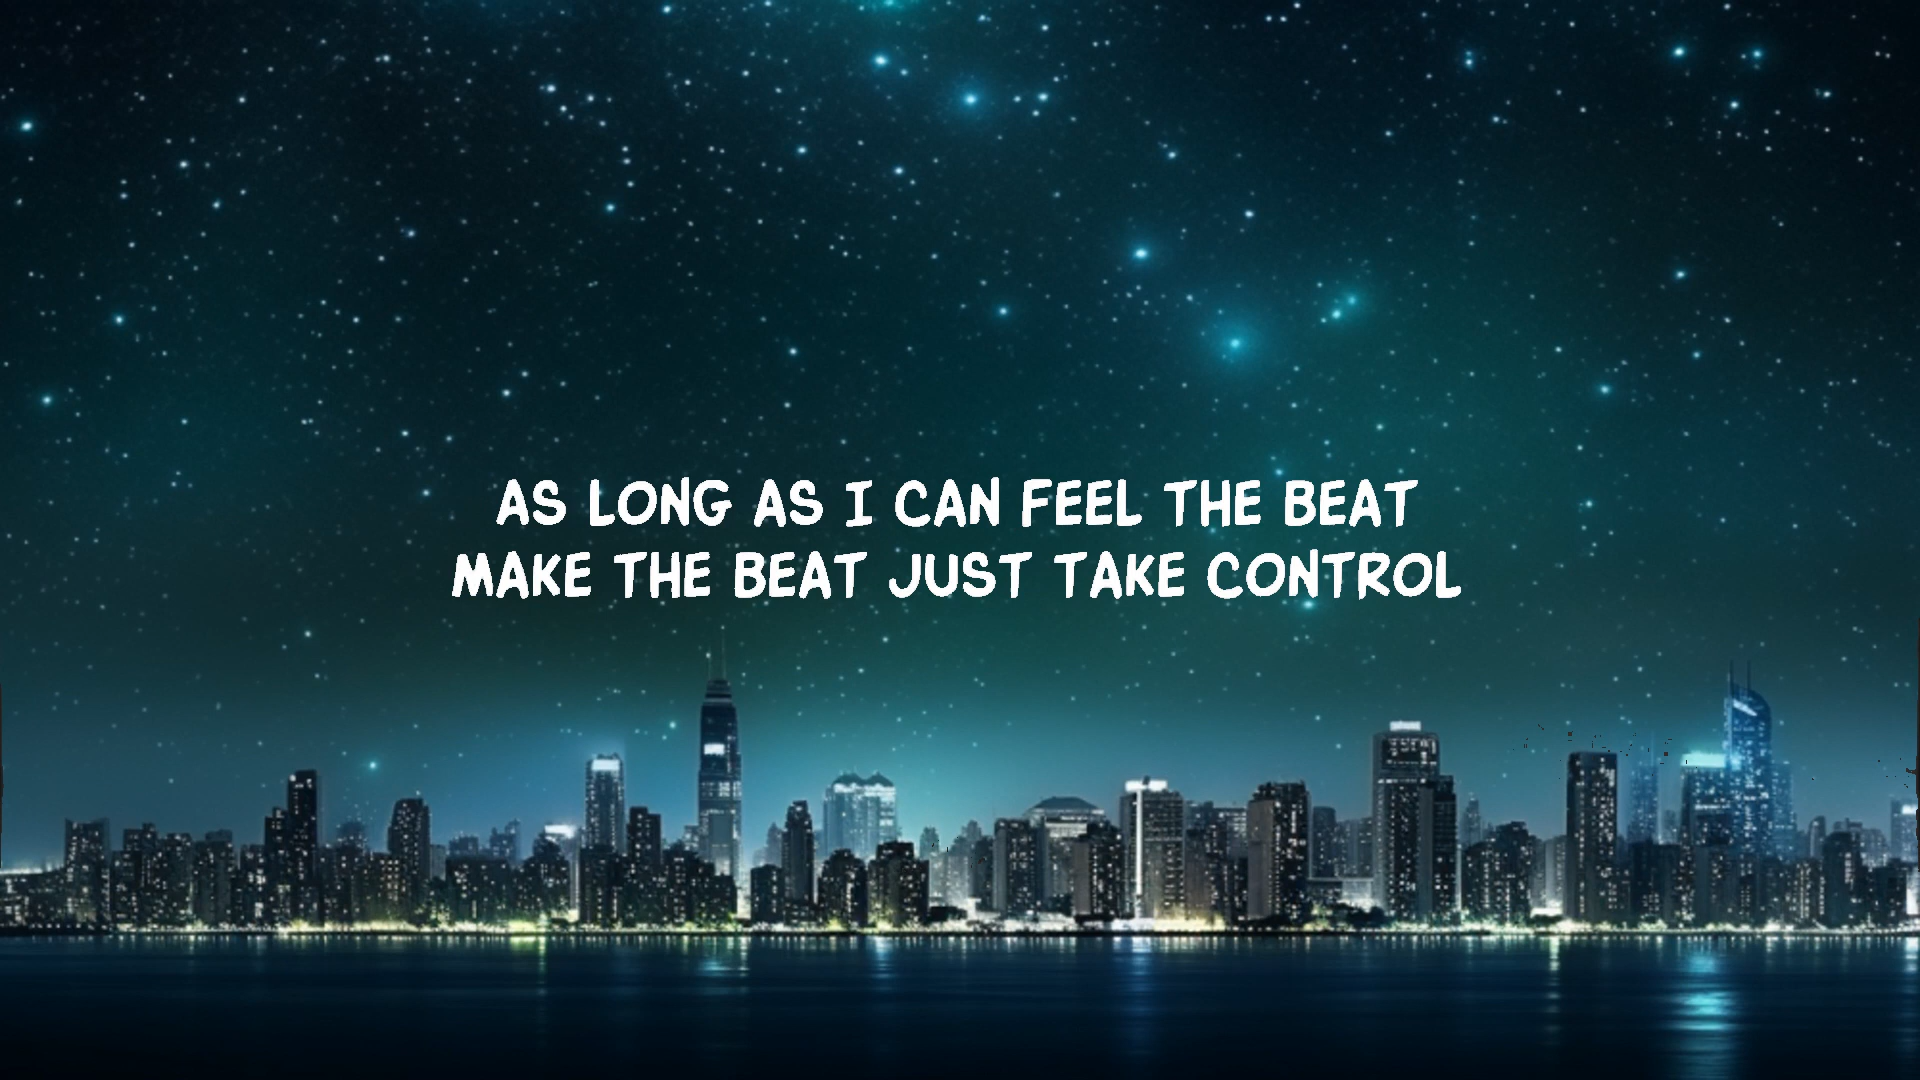 AS LONG AS I CAN FEEL THE BEAT
MAKE THE BEAT JUST TAKE CONTROL